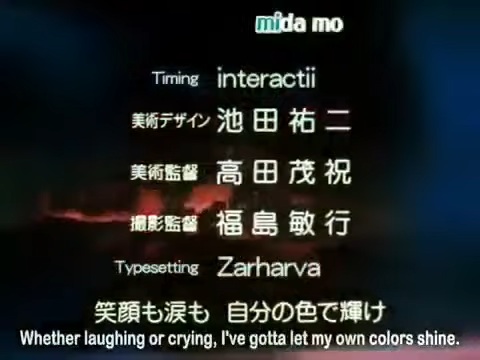 mida mo
Timing interactii
美術デザイン 池田祐二
美術監督 高田茂祝
撮影監督 福島敏行
Typesetting Zarharva
笑顔も涙も 自分の色で輝け
Whether laughing or crying, I've gotta let my own colors shine.